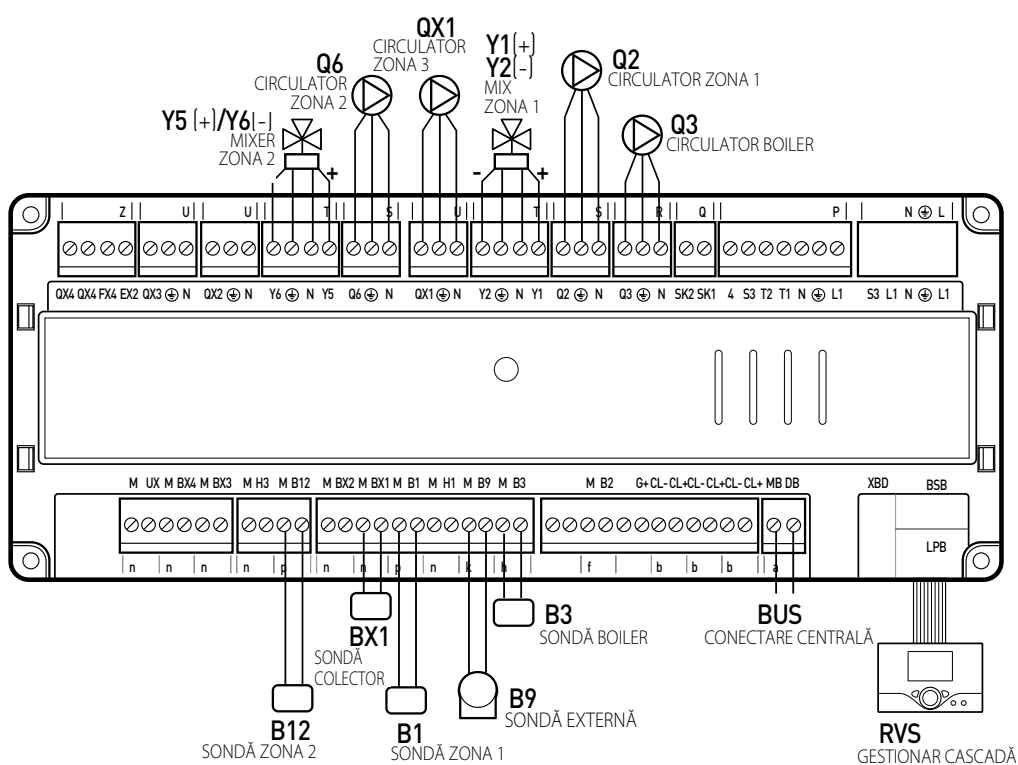 QX1
CIRCULATOR
ZONA 3
Y1(+)
Y2(-)
MIX
ZONA 1
Q6
CIRCULATOR
ZONA 2
Q2
CIRCULATOR ZONA 1
Y5 (+)/Y6(-)
MIXER
ZONA 2
Q3
CIRCULATOR BOILER
- + - +
Z U U T S U T S R Q P N L
QX4 QX4 FX4 EX2 QX3 N QX2 N Y6 N Y5 Q6 N QX1 N Y2 N Y1 Q2 N Q3 N SK2 SK1 4 S3 T2 T1 N L1 S3 L1 N L1
M UX M BX4 M BX3 M H3 M B12 M BX2 M BX1 M B1 M H1 M B9 M B3 M B2 G+ CL- CL+ CL- CL+ CL- CL+ MB DB XBD BSB
LPB
n n n n p n n p n k h f b b b a
BX1
SONDĂ
COLECTOR
B3
SONDĂ BOILER
BUS
CONECTARE CENTRALĂ
B12
SONDĂ ZONA 2
B1
SONDĂ ZONA 1
B9
SONDĂ EXTERNĂ
RVS
GESTIONAR CASCADĂ